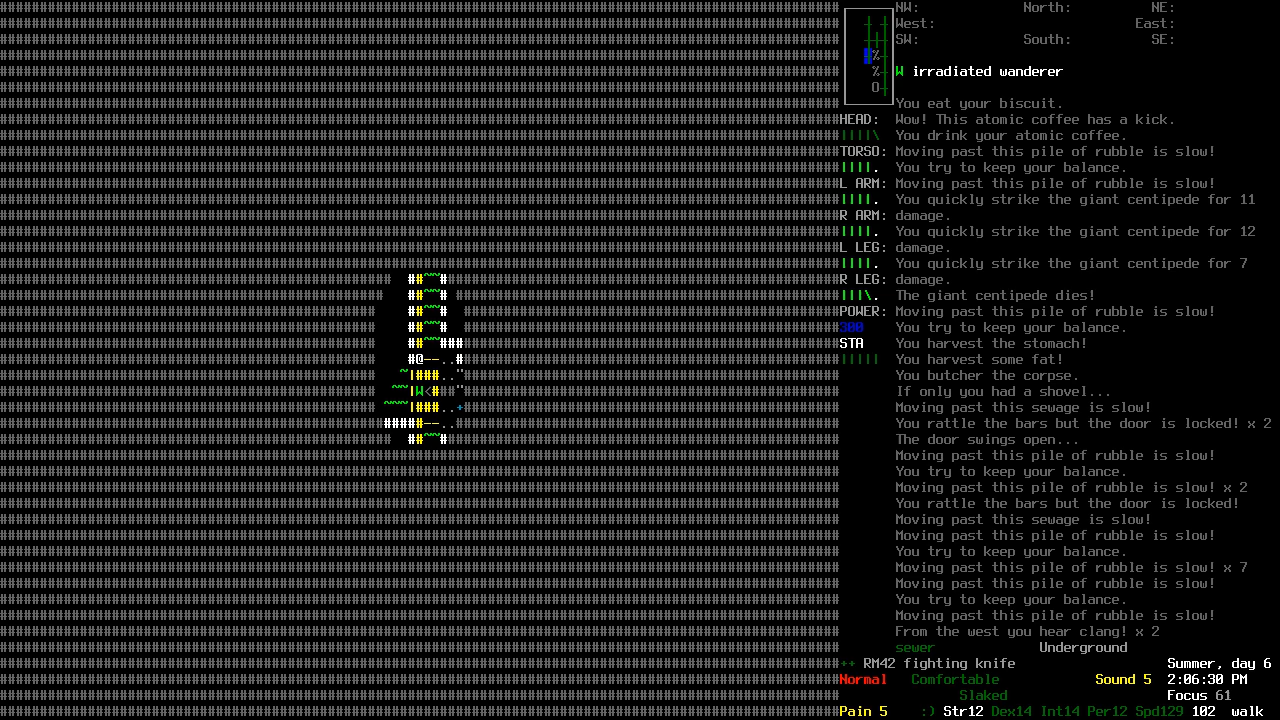 NW: North: NE:
West: East:
SW: South: SE:
W irradiated wanderer
You eat your biscuit.
HEAD: Wow! This atomic coffee has a kick.
||||\ You drink your atomic coffee.
TORSO: Moving past this pile of rubble is slow!
||||. You try to keep your balance.
L ARM: Moving past this pile of rubble is slow!
||||. You quickly strike the giant centipede for 11
R ARM: damage.
||||. You quickly strike the giant centipede for 12
L LEG: damage.
||||. You quickly strike the giant centipede for 7
R LEG: damage.
|||\. The giant centipede dies!
POWER: Moving past this pile of rubble is slow!
300 You try to keep your balance.
STA You harvest the stomach!
||||| You harvest some fat!
You butcher the corpse.
If only you had a shovel...
Moving past this sewage is slow!
You rattle the bars but the door is locked! x 2
The door swings open...
Moving past this pile of rubble is slow!
You try to keep your balance.
Moving past this pile of rubble is slow! x 2
You rattle the bars but the door is locked!
Moving past this sewage is slow!
Moving past this pile of rubble is slow!
You try to keep your balance.
Moving past this pile of rubble is slow! x 7
Moving past this pile of rubble is slow!
You try to keep your balance.
Moving past this pile of rubble is slow!
From the west you hear clang! x 2
sewer Underground
++ RM42 fighting knife Summer, day 6
Normal Comfortable Sound 5 2:06:30 PM
Slaked Focus 61
Pain 5 :) Str12 Dex14 Int14 Per12 Spd129 102 walk